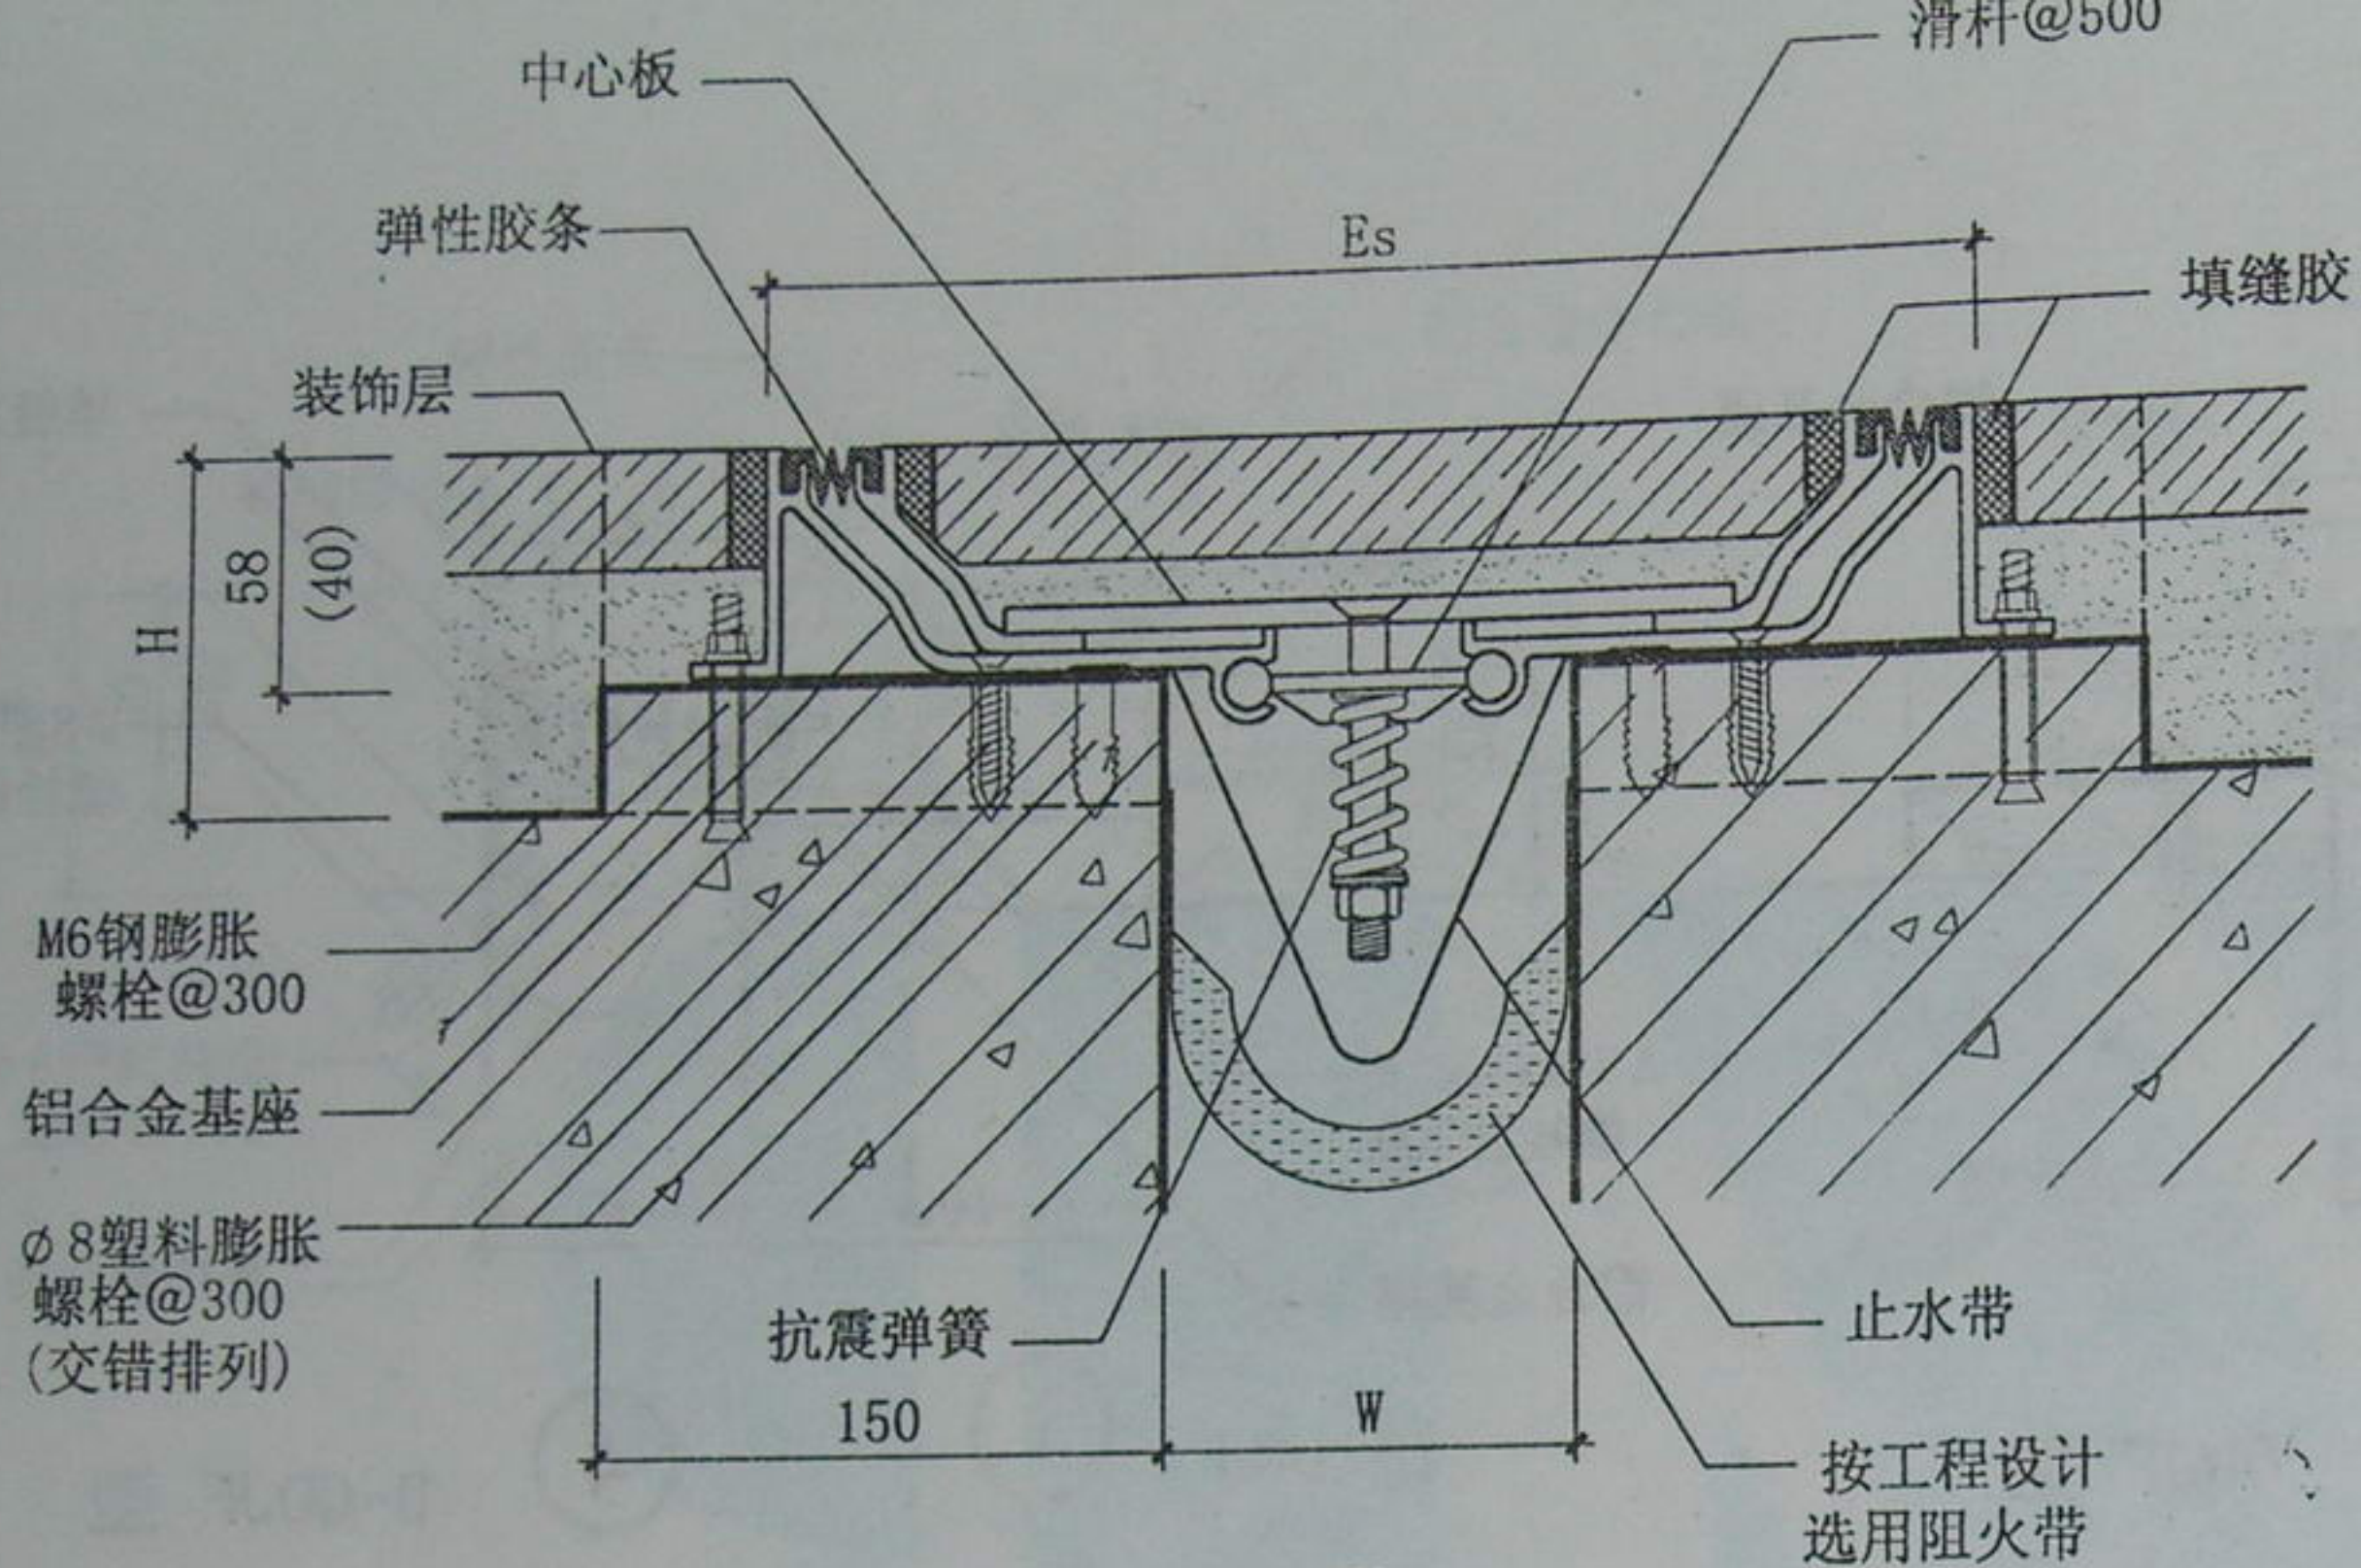 滑杆@500
中心板
弹性胶条
Es
填缝胶
装饰层
H
58
(40)
M6钢膨胀
螺栓@300
铝合金基座
ø8塑料膨胀
螺栓@300
(交错排列)
抗震弹簧
止水带
150
W
按工程设计
选用阻火带